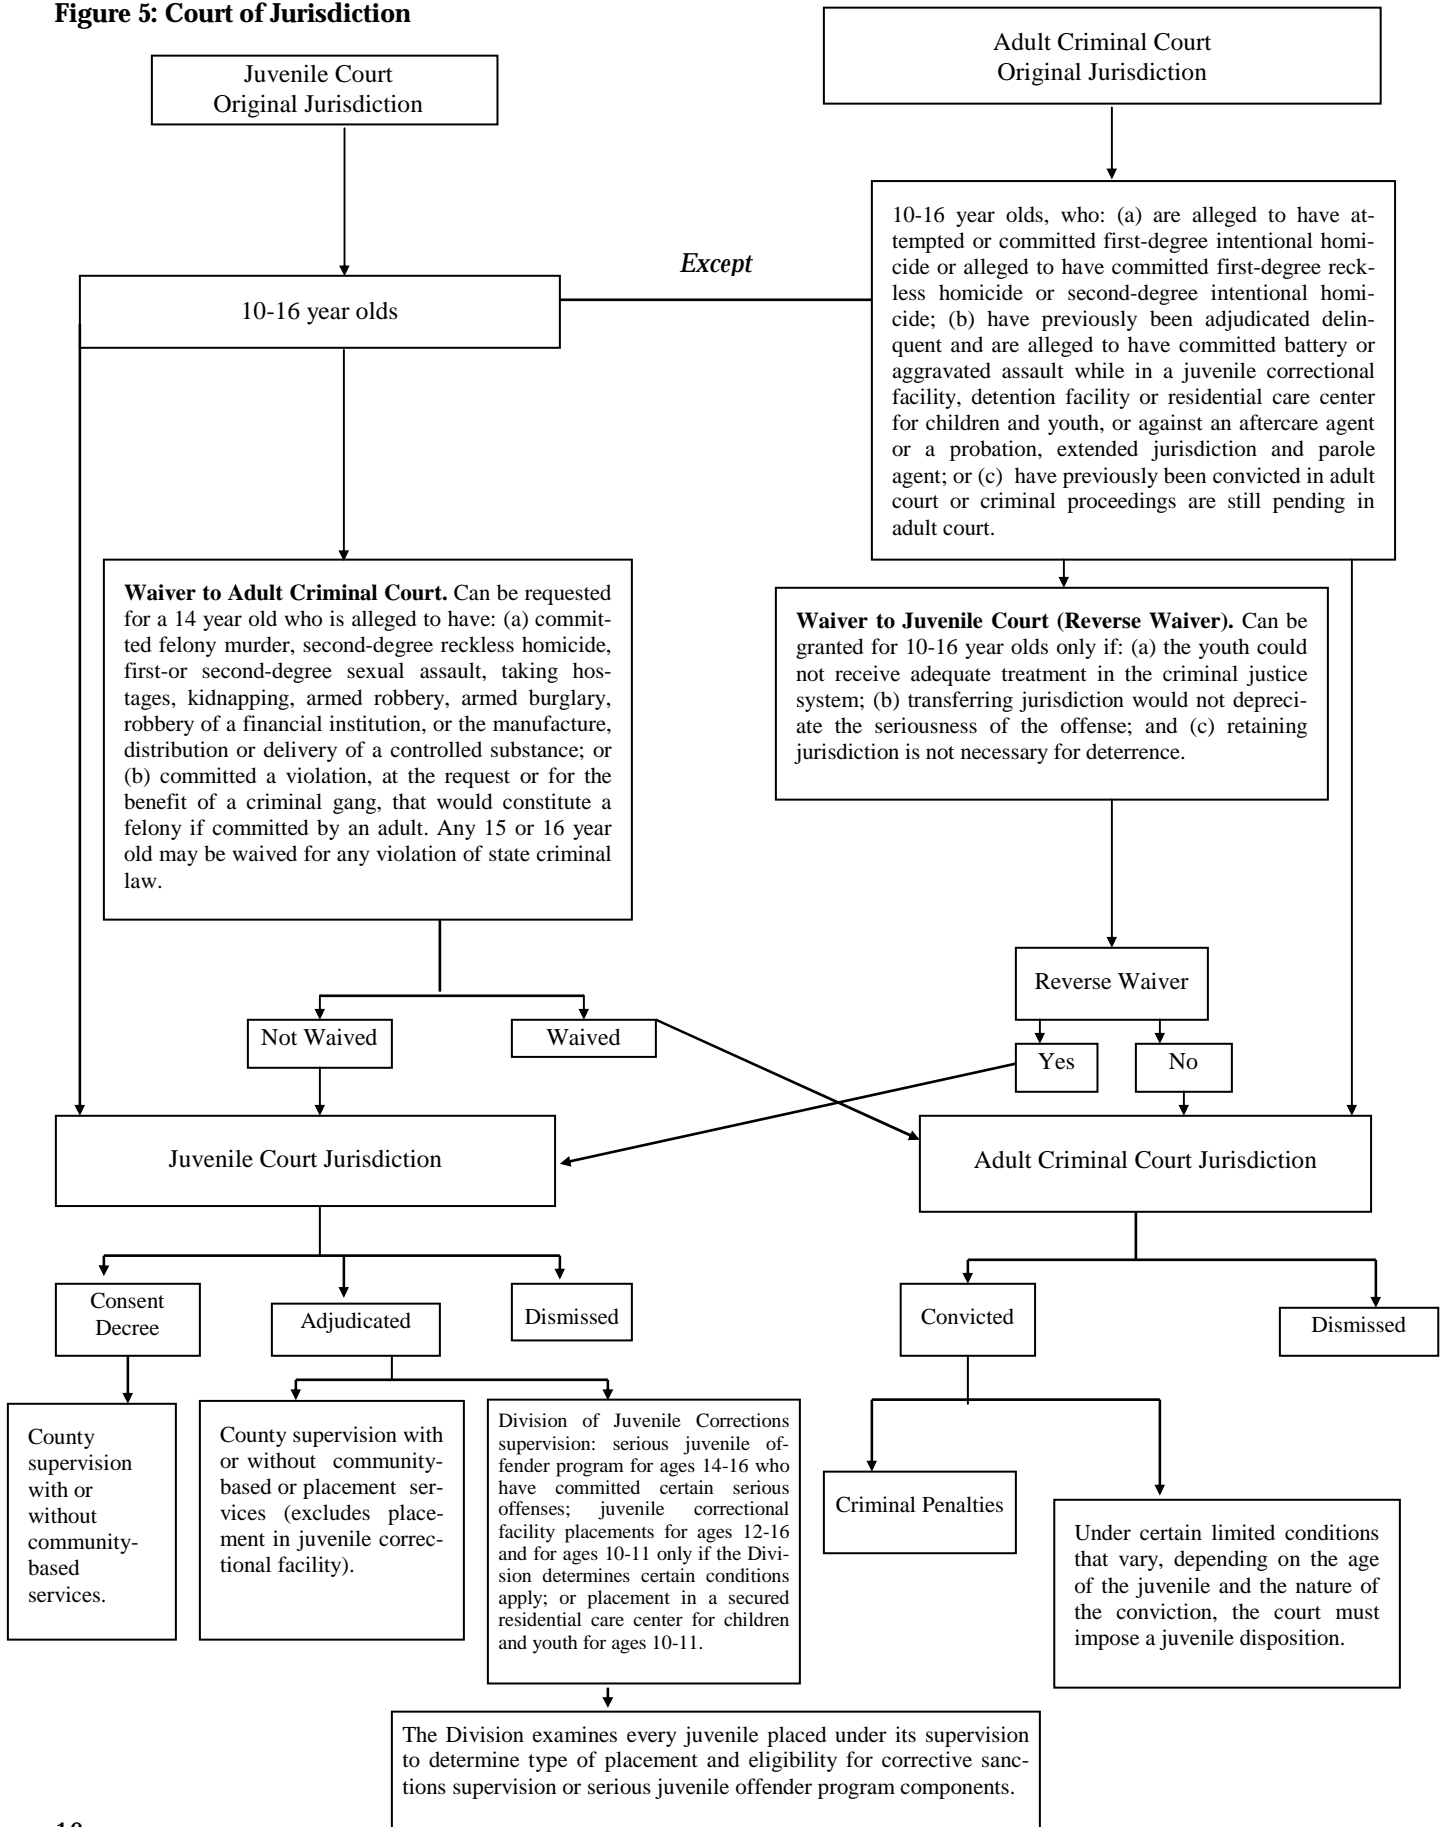 Figure 5: Court of Jurisdiction
Juvenile Court
Original Jurisdiction
Adult Criminal Court
Original Jurisdiction
10-16 year olds
Except
10-16 year olds, who: (a) are alleged to have at-
tempted or committed first-degree intentional homi-
cide or alleged to have committed first-degree reck-
less homicide or second-degree intentional homi-
cide; (b) have previously been adjudicated delin-
quent and are alleged to have committed battery or
aggravated assault while in a juvenile correctional
facility, detention facility or residential care center
for children and youth, or against an aftercare agent
or a probation, extended jurisdiction and parole
agent; or (c) have previously been convicted in adult
court or criminal proceedings are still pending in
adult court.
Waiver to Adult Criminal Court. Can be requested
for a 14 year old who is alleged to have: (a) commit-
ted felony murder, second-degree reckless homicide,
first-or second-degree sexual assault, taking hos-
tages, kidnapping, armed robbery, armed burglary,
robbery of a financial institution, or the manufacture,
distribution or delivery of a controlled substance; or
(b) committed a violation, at the request or for the
benefit of a criminal gang, that would constitute a
felony if committed by an adult. Any 15 or 16 year
old may be waived for any violation of state criminal
law.
Waiver to Juvenile Court (Reverse Waiver). Can be
granted for 10-16 year olds only if: (a) the youth could
not receive adequate treatment in the criminal justice
system; (b) transferring jurisdiction would not depreci-
ate the seriousness of the offense; and (c) retaining
jurisdiction is not necessary for deterrence.
Reverse Waiver
Not Waived
Waived
Yes
No
Juvenile Court Jurisdiction
Adult Criminal Court Jurisdiction
Consent
Decree
Adjudicated
Dismissed
Convicted
Dismissed
County
supervision
with or
without
community-
based
services.
County supervision with
or without community-
based or placement ser-
vices (excludes place-
ment in juvenile correc-
tional facility).
Division of Juvenile Corrections
supervision: serious juvenile of-
fender program for ages 14-16 who
have committed certain serious
offenses; juvenile correctional
facility placements for ages 12-16
and for ages 10-11 only if the Divi-
sion determines certain conditions
apply; or placement in a secured
residential care center for children
and youth for ages 10-11.
Criminal Penalties
Under certain limited conditions
that vary, depending on the age
of the juvenile and the nature of
the conviction, the court must
impose a juvenile disposition.
The Division examines every juvenile placed under its supervision
to determine type of placement and eligibility for corrective sanc-
tions supervision or serious juvenile offender program components.